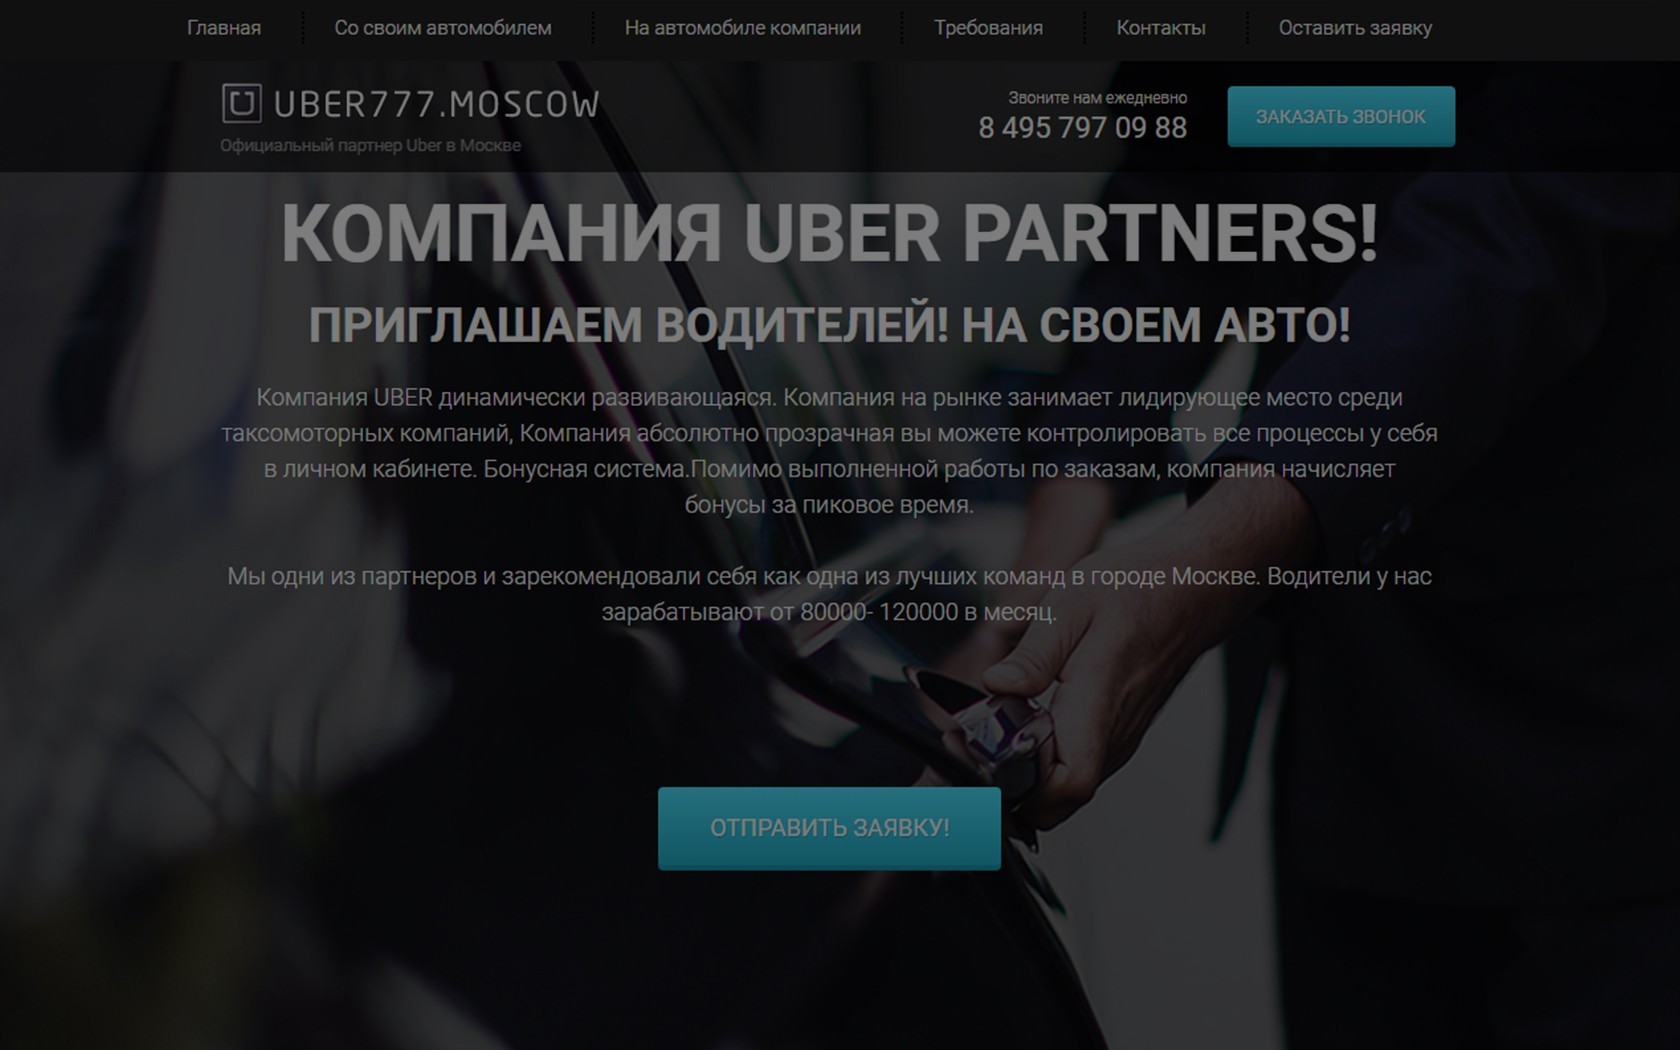 Главная
Со своим автомобилем
На автомобиле компании
Требования
Контакты
Оставить заявку
UBER777.MOSCOW
Официальный партнер Uber в Москве
Звоните нам ежедневно
8 495 797 09 88
ЗАКАЗАТЬ ЗВОНОК
КОМПАНИЯ UBER PARTNERS!
ПРИГЛАШАЕМ ВОДИТЕЛЕЙ! НА СВОЕМ АВТО!
Компания UBER динамически развивающаяся. Компания на рынке занимает лидирующее место среди
таксомоторных компаний, Компания абсолютно прозрачная вы можете контролировать все процессы у себя
в личном кабинете. Бонусная система.Помимо выполненной работы по заказам, компания начисляет
бонусы за пиковое время.
Мы одни из партнеров и зарекомендовали себя как одна из лучших команд в городе Москве. Водители у нас
зарабатывают от 80000- 120000 в месяц.
ОТПРАВИТЬ ЗАЯВКУ!